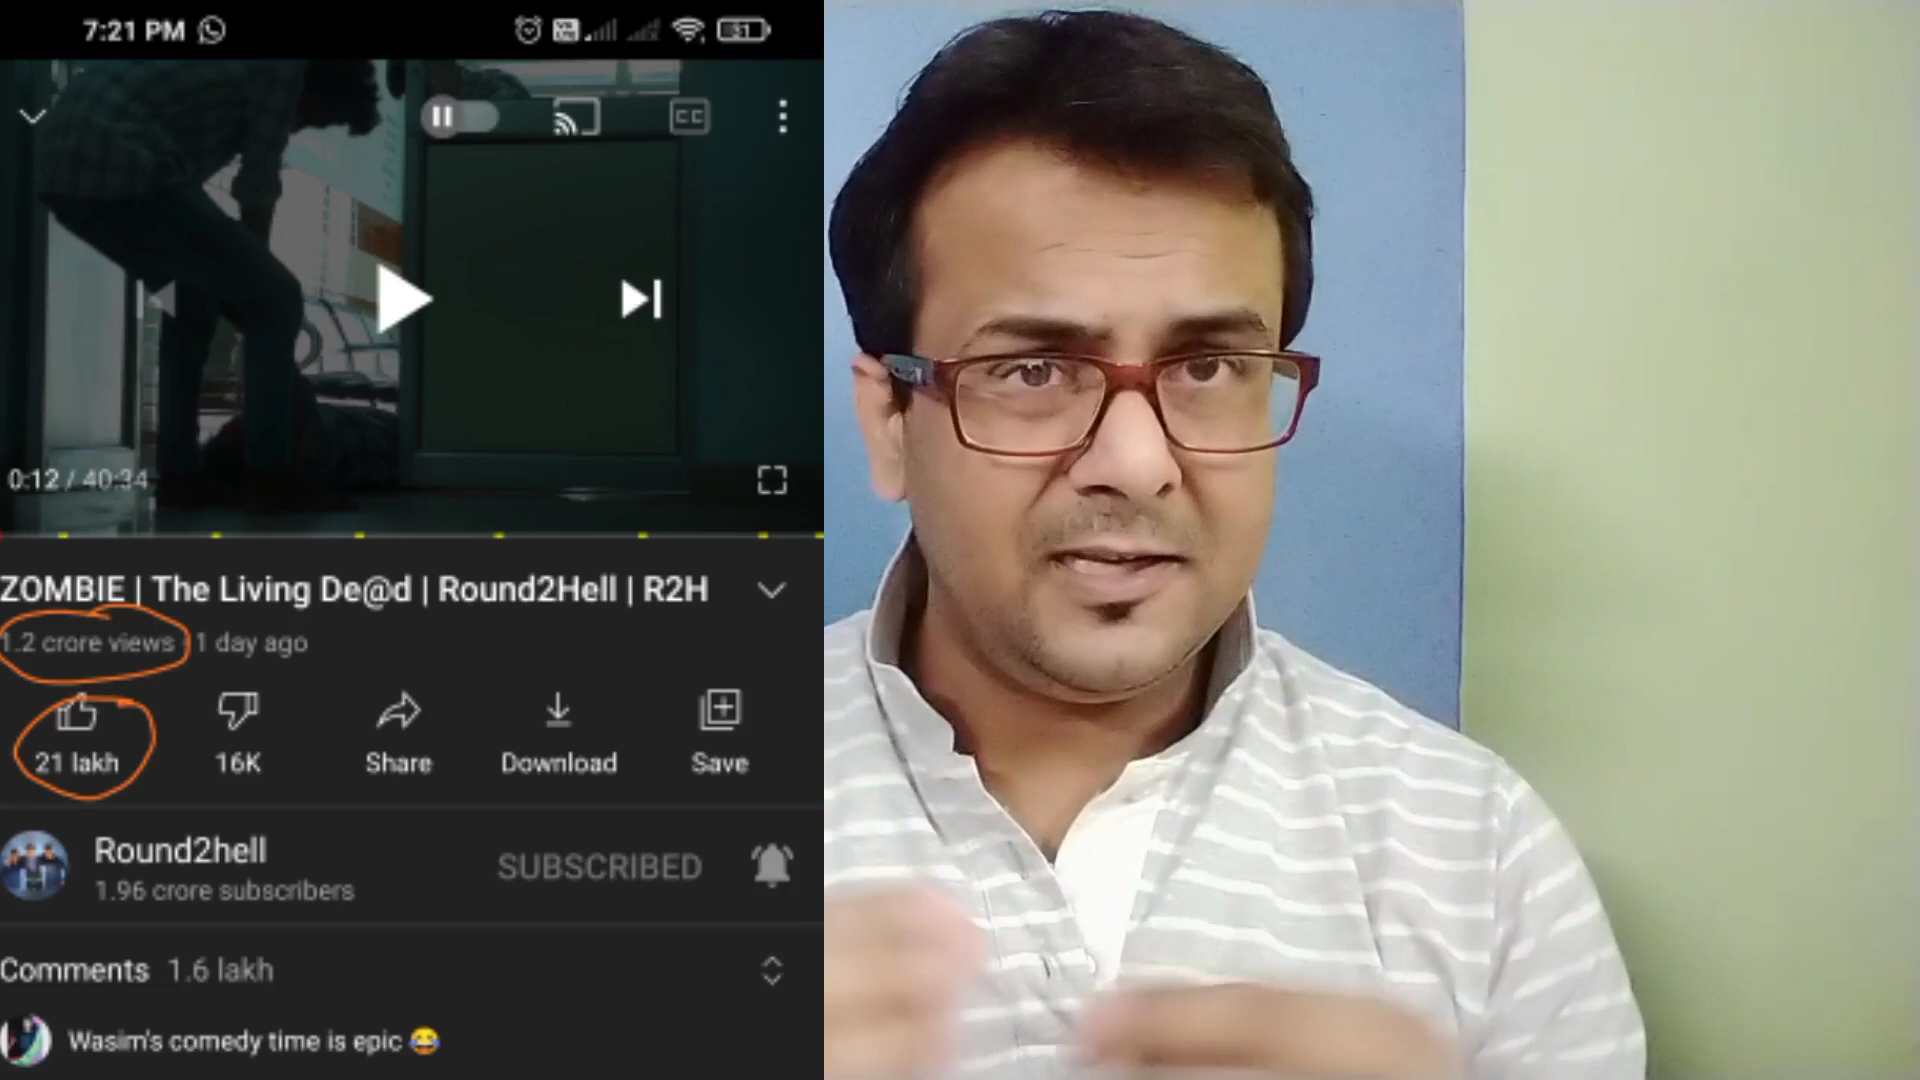 7:21 PM
31
CC
0:12 / 40:34
ZOMBIE | The Living De@d | Round2Hell | R2H
1.2 crore views 1 day ago
21 lakh 16K Share Download Save
Round2hell
1.96 crore subscribers
SUBSCRIBED
Comments 1.6 lakh
Wasim's comedy time is epic 😂